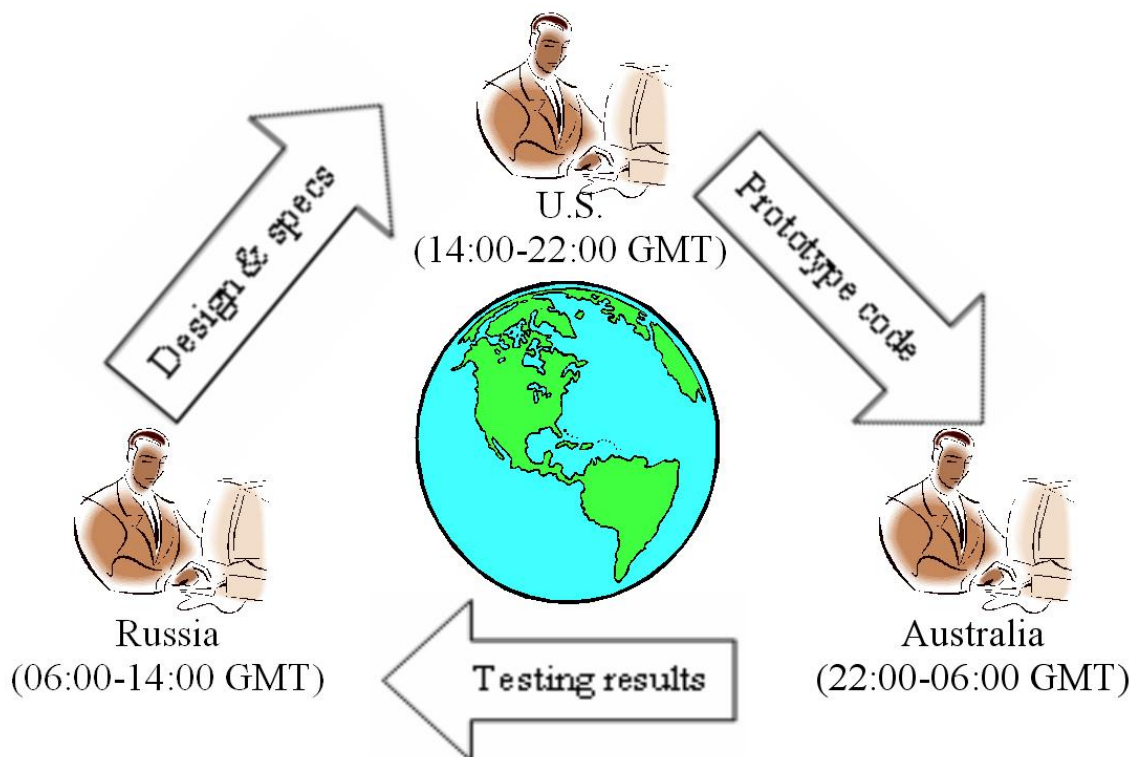 U.S.
(14:00-22:00 GMT)
Design & specs
Prototype code
Russia
(06:00-14:00 GMT)
Testing results
Australia
(22:00-06:00 GMT)